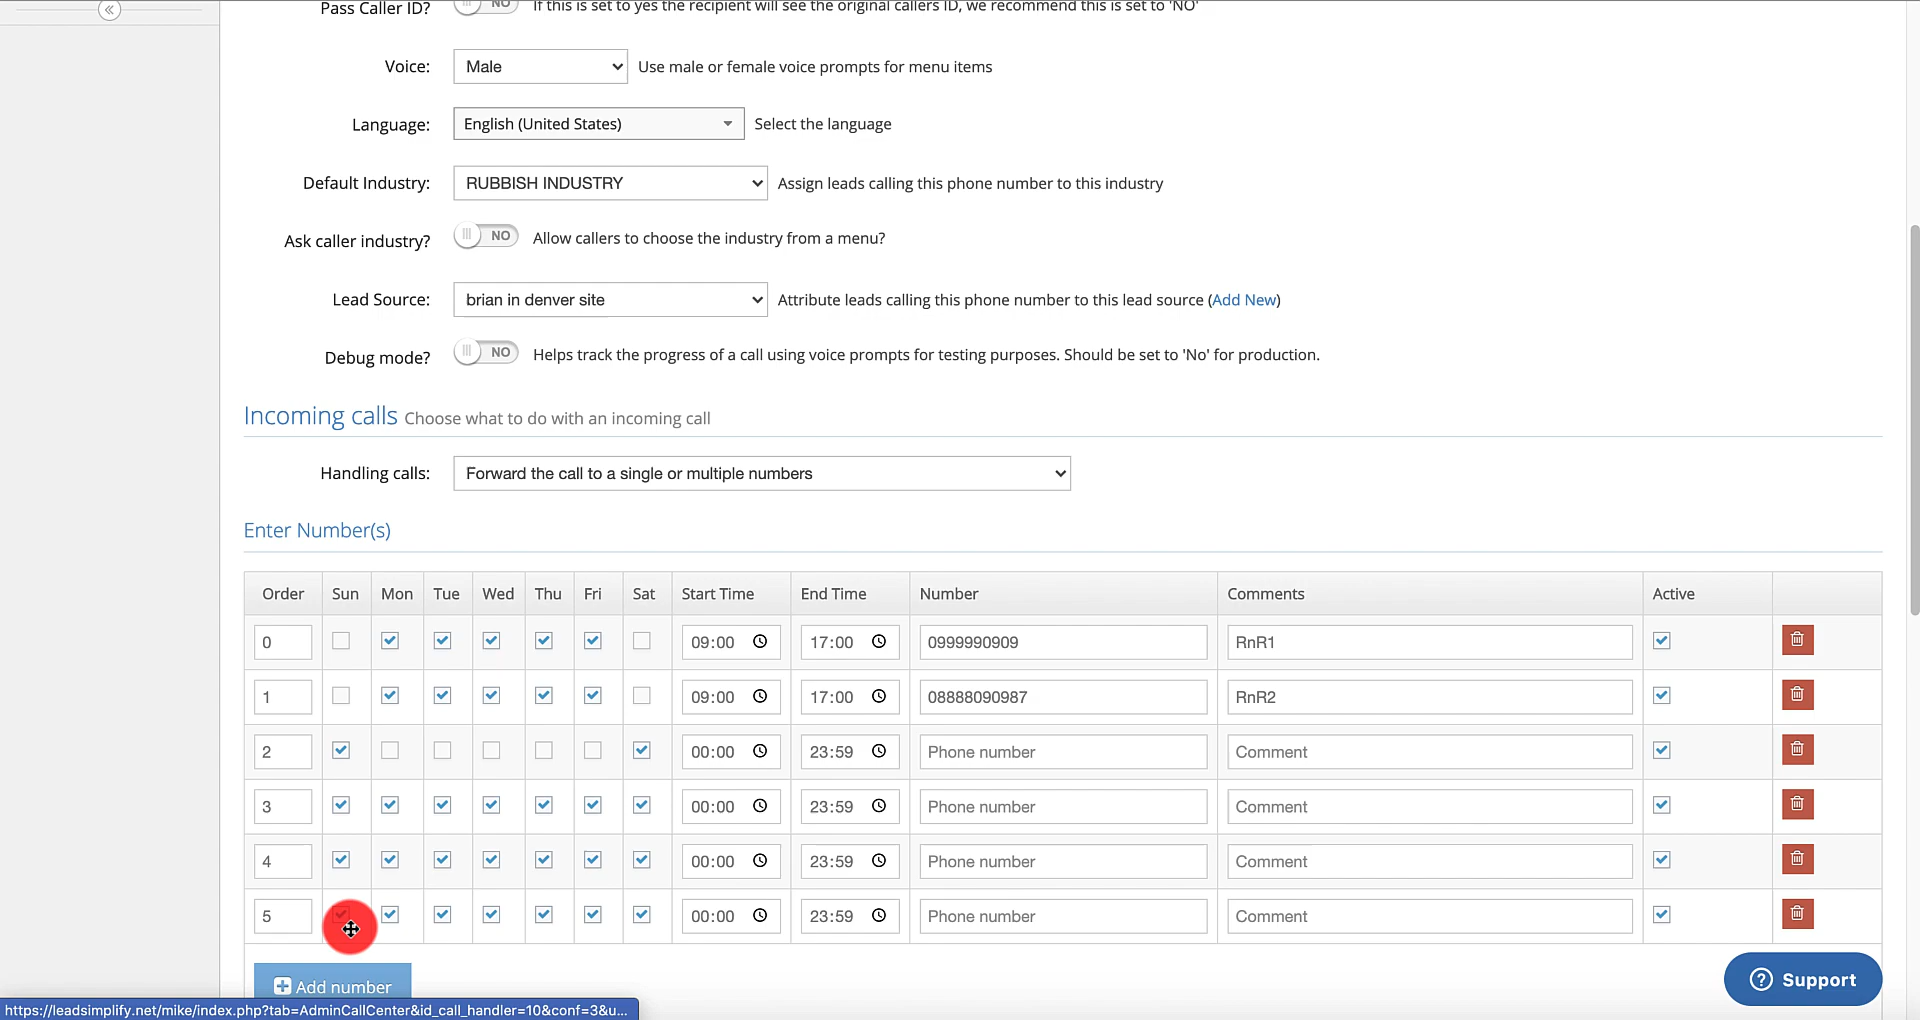 Pass Caller ID? NO If this is set to yes the recipient will see the original callers ID, we recommend this is set to 'NO'
Voice: Male Use male or female voice prompts for menu items
Language: English (United States) Select the language
Default Industry: RUBBISH INDUSTRY Assign leads calling this phone number to this industry
Ask caller industry? NO Allow callers to choose the industry from a menu?
Lead Source: brian in denver site Attribute leads calling this phone number to this lead source (Add New)
Debug mode? NO Helps track the progress of a call using voice prompts for testing purposes. Should be set to 'No' for production.
Incoming calls Choose what to do with an incoming call
Handling calls: Forward the call to a single or multiple numbers
Enter Number(s)
Order Sun Mon Tue Wed Thu Fri Sat Start Time End Time Number Comments Active
0 09:00 17:00 0999990909 RnR1
1 09:00 17:00 08888090987 RnR2
2 00:00 23:59 Phone number Comment
3 00:00 23:59 Phone number Comment
4 00:00 23:59 Phone number Comment
5 00:00 23:59 Phone number Comment
Add number
Support
https://leadsimplify.net/mike/index.php?tab=AdminCallCenter&id_call_handler=10&conf=3&u...